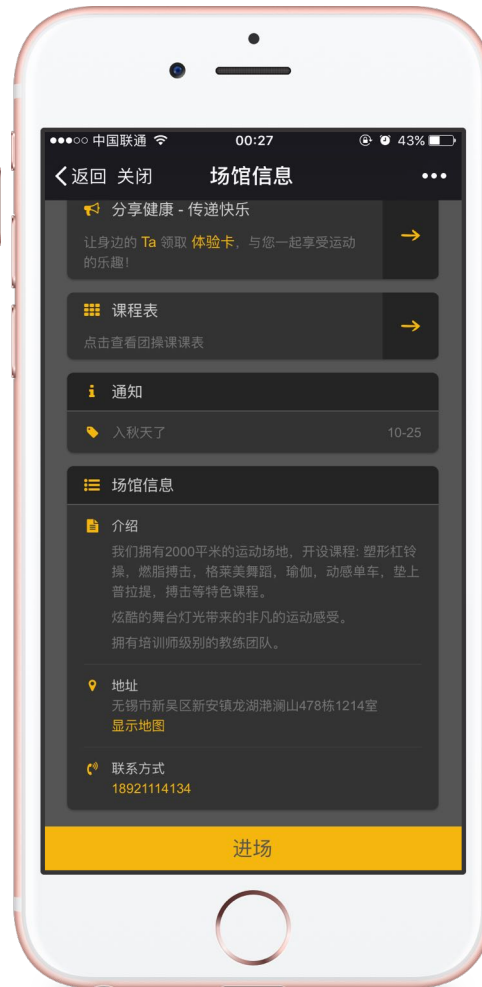 中国联通 00:27 43%
返回 关闭 场馆信息
分享健康 - 传递快乐
让身边的 Ta 领取 体验卡，与您一起享受运动
的乐趣！
课程表
点击查看团操课课表
通知
入秋天了 10-25
场馆信息
介绍
我们拥有2000平米的运动场地，开设课程: 塑形杠铃
操，燃脂搏击，格莱美舞蹈，瑜伽，动感单车，垫上
普拉提，搏击等特色课程。
炫酷的舞台灯光带来的非凡的运动感受。
拥有培训师级别的教练团队。
地址
无锡市新吴区新安镇龙湖滟澜山478栋1214室
显示地图
联系方式
18921114134
进场